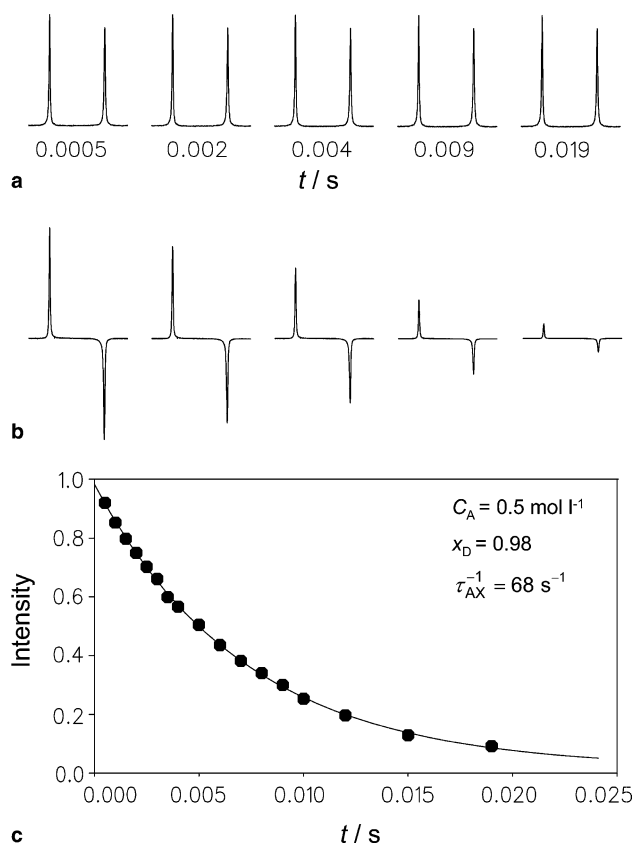 0.0005 0.002 0.004 0.009 0.019
a t / s
b
1.0
0.8
0.6
0.4
0.2
0.0
Intensity
C_A = 0.5 mol l⁻¹
x_D = 0.98
τ_AX⁻¹ = 68 s⁻¹
0.000 0.005 0.010 0.015 0.020 0.025
c t / s